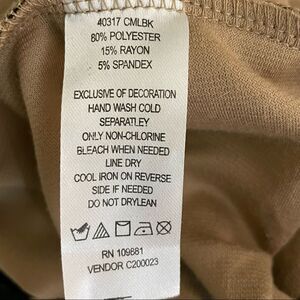 40317 CMLBK
80% POLYESTER
15% RAYON
5% SPANDEX
EXCLUSIVE OF DECORATION
HAND WASH COLD
SEPARATLEY
ONLY NON-CHLORINE
BLEACH WHEN NEEDED
LINE DRY
COOL IRON ON REVERSE
SIDE IF NEEDED
DO NOT DRYLEAN
RN 109881
VENDOR C200023